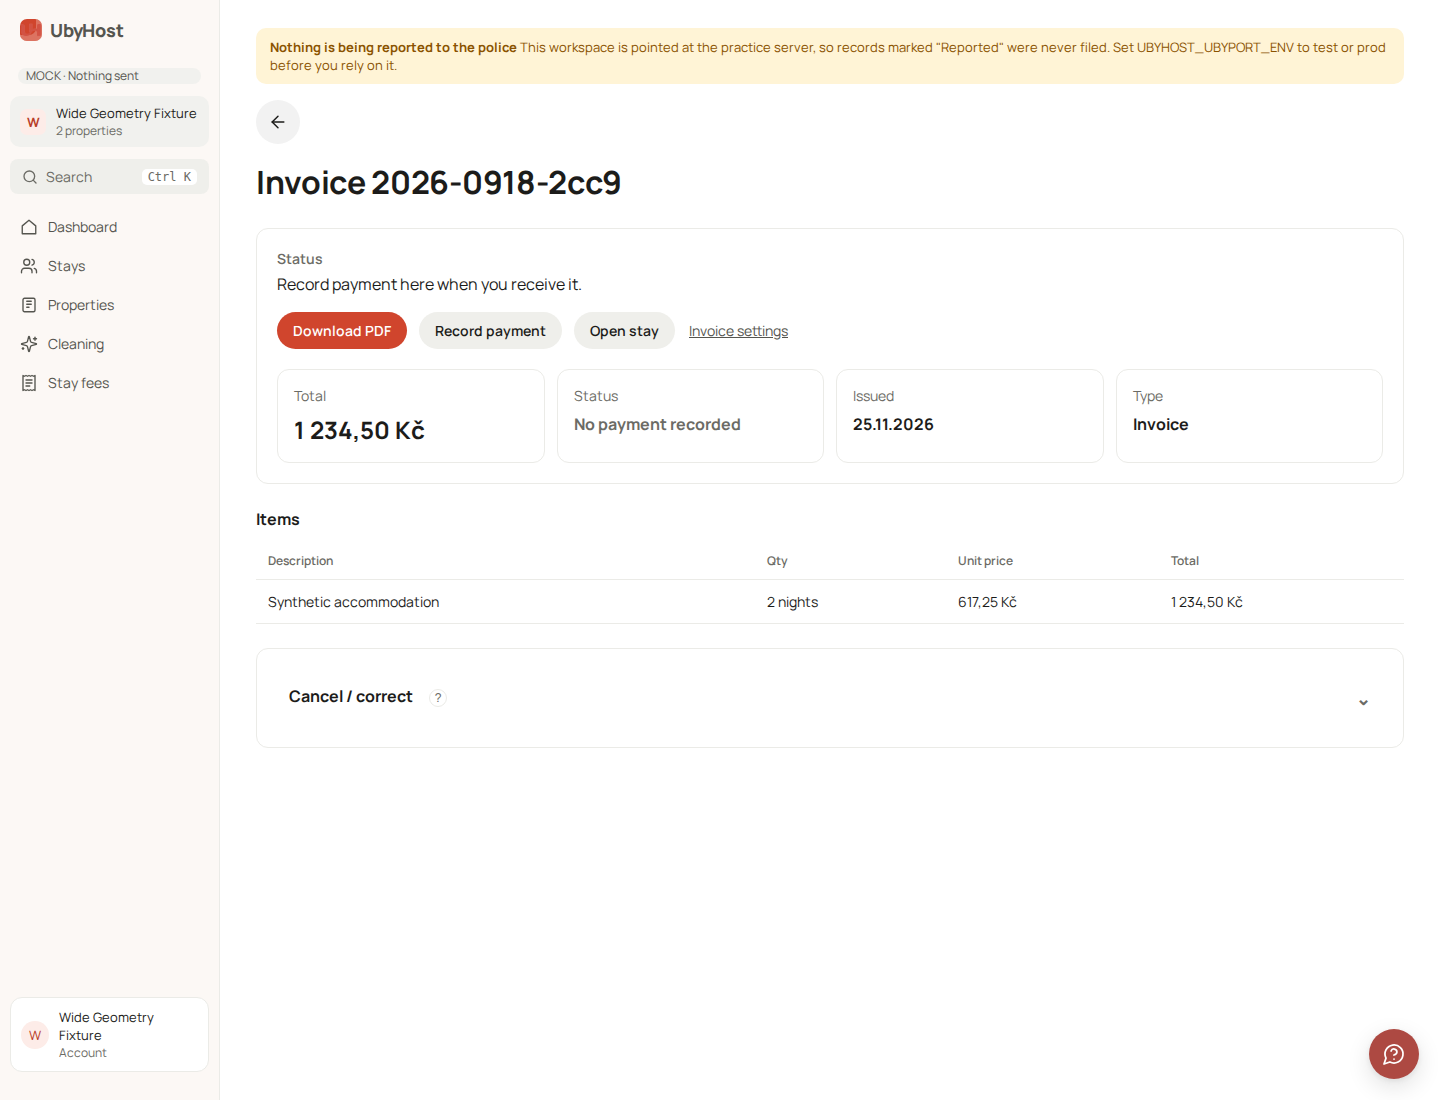 UbyHost
MOCK · Nothing sent
W
Wide Geometry Fixture
2 properties
Search
Ctrl K
Dashboard
Stays
Properties
Cleaning
Stay fees
W
Wide Geometry
Fixture
Account
Nothing is being reported to the police This workspace is pointed at the practice server, so records marked "Reported" were never filed. Set UBYHOST_UBYPORT_ENV to test or prod
before you rely on it.
Invoice 2026-0918-2cc9
Status
Record payment here when you receive it.
Download PDF
Record payment
Open stay
Invoice settings
Total
1 234,50 Kč
Status
No payment recorded
Issued
25.11.2026
Type
Invoice
Items
Description Qty Unit price Total
Synthetic accommodation 2 nights 617,25 Kč 1 234,50 Kč
Cancel / correct ?